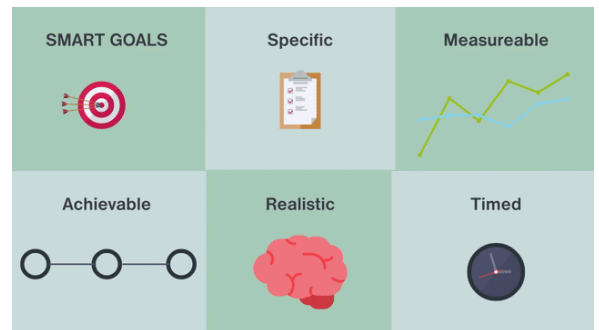 SMART GOALS
Specific
Measureable
Achievable
Realistic
Timed